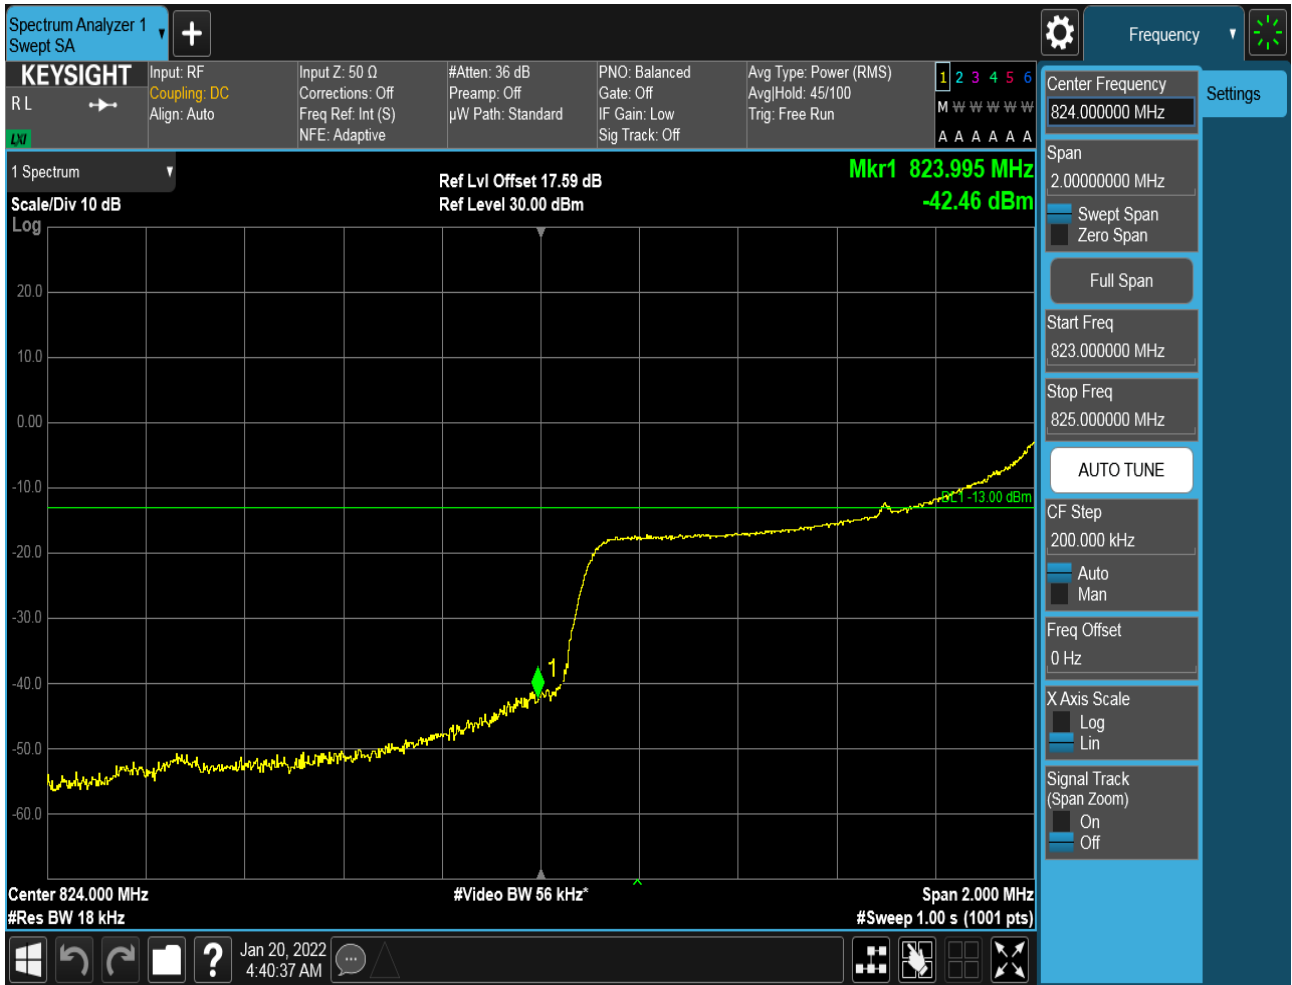 Spectrum Analyzer 1
Swept SA
+
Frequency
KEYSIGHT
R L
LXI
Input: RF
Coupling: DC
Align: Auto
Input Z: 50 Ω
Corrections: Off
Freq Ref: Int (S)
NFE: Adaptive
#Atten: 36 dB
Preamp: Off
µW Path: Standard
PNO: Balanced
Gate: Off
IF Gain: Low
Sig Track: Off
Avg Type: Power (RMS)
Avg|Hold: 45/100
Trig: Free Run
1 2 3 4 5 6
M W W W W W
A A A A A A
1 Spectrum
Scale/Div 10 dB
Log
Ref Lvl Offset 17.59 dB
Ref Level 30.00 dBm
Mkr1 823.995 MHz
-42.46 dBm
20.0
10.0
0.00
-10.0
-20.0
-30.0
-40.0
-50.0
-60.0
DL1 -13.00 dBm
1
Center 824.000 MHz
#Res BW 18 kHz
#Video BW 56 kHz*
Span 2.000 MHz
#Sweep 1.00 s (1001 pts)
Center Frequency
824.000000 MHz
Settings
Span
2.00000000 MHz
Swept Span
Zero Span
Full Span
Start Freq
823.000000 MHz
Stop Freq
825.000000 MHz
AUTO TUNE
CF Step
200.000 kHz
Auto
Man
Freq Offset
0 Hz
X Axis Scale
Log
Lin
Signal Track
(Span Zoom)
On
Off
?
Jan 20, 2022
4:40:37 AM